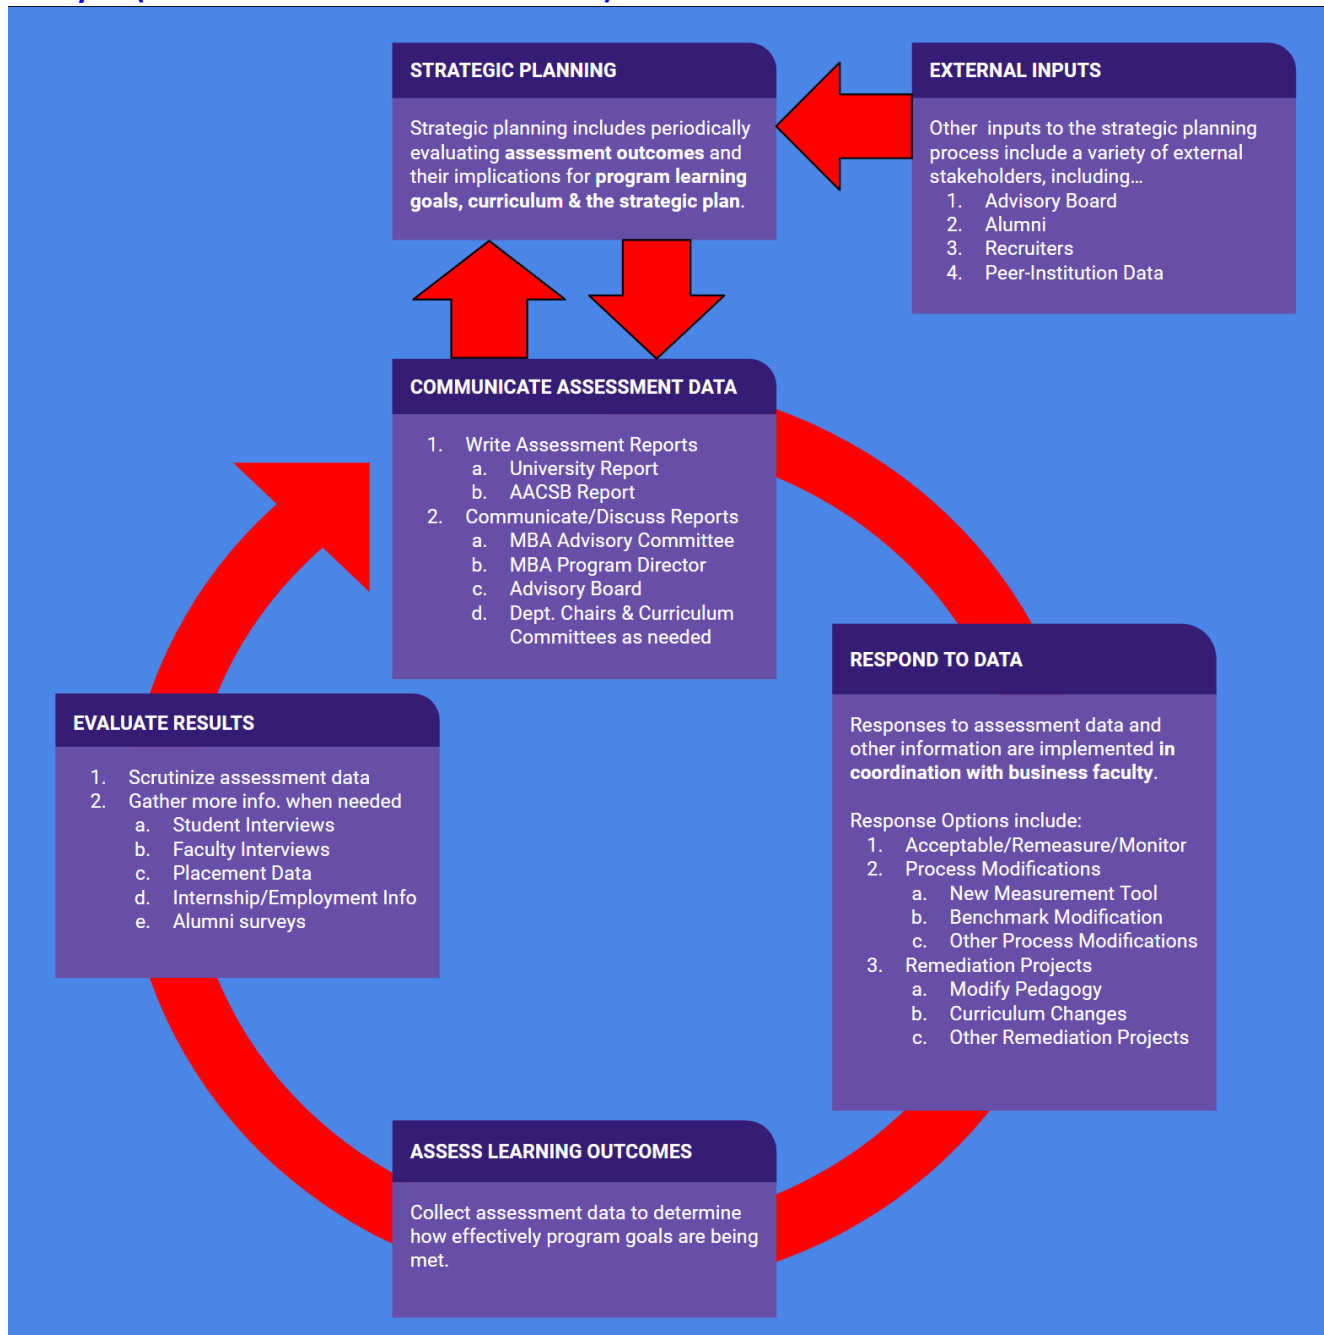 STRATEGIC PLANNING
Strategic planning includes periodically
evaluating assessment outcomes and
their implications for program learning
goals, curriculum & the strategic plan.
EXTERNAL INPUTS
Other inputs to the strategic planning
process include a variety of external
stakeholders, including...
1. Advisory Board
2. Alumni
3. Recruiters
4. Peer-Institution Data
COMMUNICATE ASSESSMENT DATA
1. Write Assessment Reports
a. University Report
b. AACSB Report
2. Communicate/Discuss Reports
a. MBA Advisory Committee
b. MBA Program Director
c. Advisory Board
d. Dept. Chairs & Curriculum
Committees as needed
RESPOND TO DATA
Responses to assessment data and
other information are implemented in
coordination with business faculty.
Response Options include:
1. Acceptable/Remeasure/Monitor
2. Process Modifications
a. New Measurement Tool
b. Benchmark Modification
c. Other Process Modifications
3. Remediation Projects
a. Modify Pedagogy
b. Curriculum Changes
c. Other Remediation Projects
EVALUATE RESULTS
1. Scrutinize assessment data
2. Gather more info. when needed
a. Student Interviews
b. Faculty Interviews
c. Placement Data
d. Internship/Employment Info
e. Alumni surveys
ASSESS LEARNING OUTCOMES
Collect assessment data to determine
how effectively program goals are being
met.